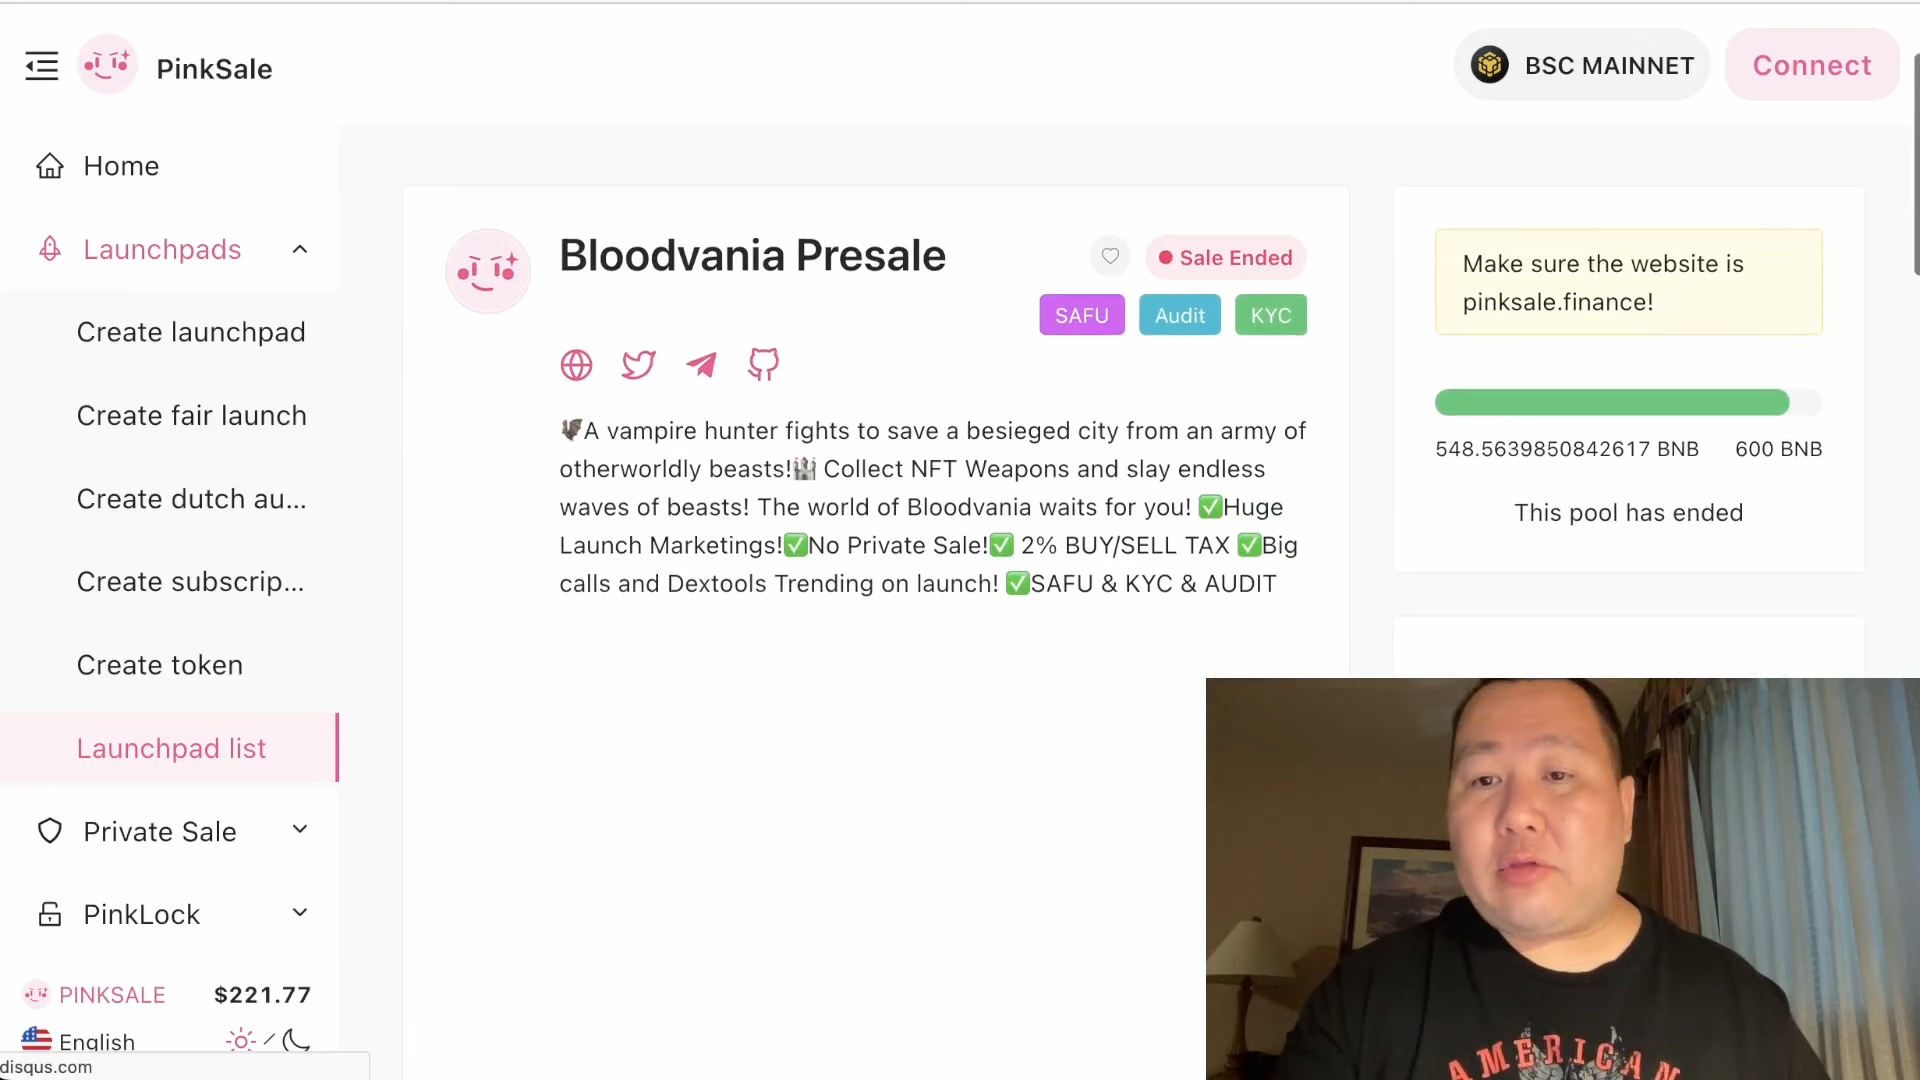 PinkSale
BSC MAINNET
Connect
Home
Launchpads
Create launchpad
Create fair launch
Create dutch au...
Create subscrip...
Create token
Launchpad list
Private Sale
PinkLock
PINKSALE
$221.77
English
disqus.com
Bloodvania Presale
Sale Ended
SAFU
Audit
KYC
🦇A vampire hunter fights to save a besieged city from an army of
otherworldly beasts!🏰 Collect NFT Weapons and slay endless
waves of beasts! The world of Bloodvania waits for you! ✅Huge
Launch Marketings!✅No Private Sale!✅ 2% BUY/SELL TAX ✅Big
calls and Dextools Trending on launch! ✅SAFU & KYC & AUDIT
Make sure the website is
pinksale.finance!
548.5639850842617 BNB
600 BNB
This pool has ended
AMERICAN